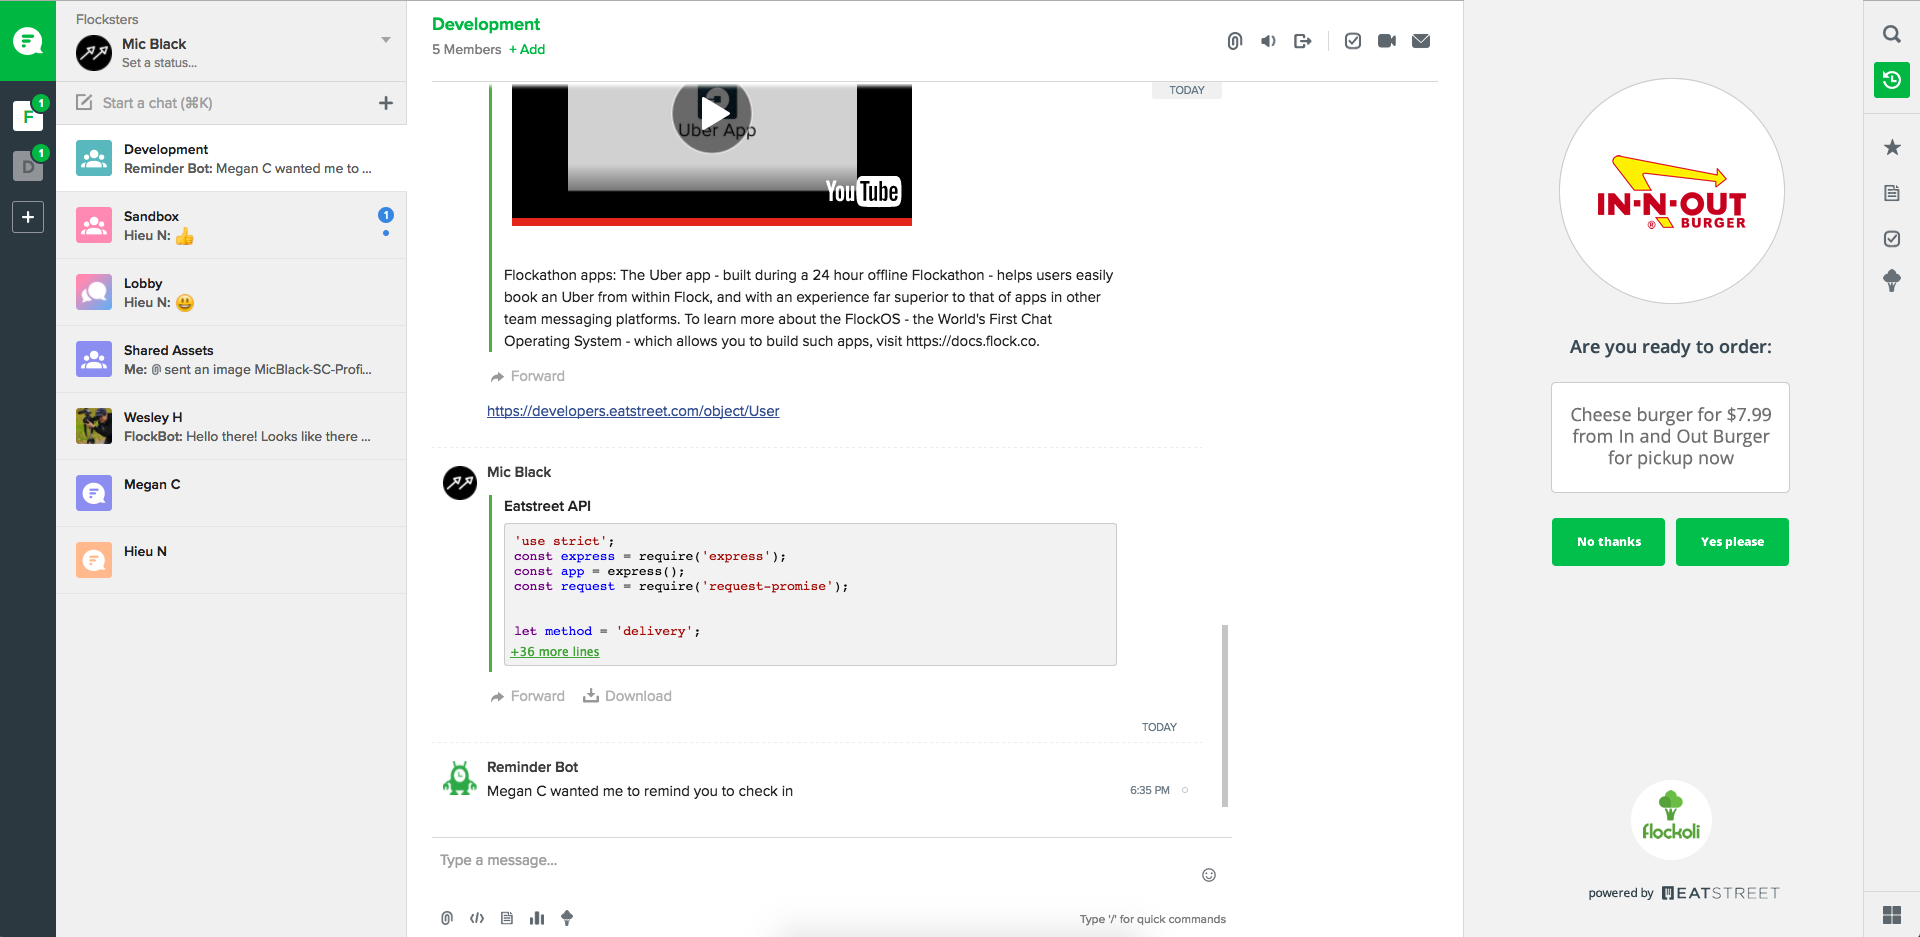 Flocksters
Mic Black
Set a status...
Start a chat (⌘K)
F
1
D
1
Development
Reminder Bot: Megan C wanted me to ...
Sandbox
Hieu N: 👍
1
Lobby
Hieu N: 😃
Shared Assets
Me: @ sent an image MicBlack-SC-Profi...
Wesley H
FlockBot: Hello there! Looks like there ...
Megan C
Hieu N
Development
5 Members + Add
TODAY
Uber App
YouTube
Flockathon apps: The Uber app - built during a 24 hour offline Flockathon - helps users easily
book an Uber from within Flock, and with an experience far superior to that of apps in other
team messaging platforms. To learn more about the FlockOS - the World's First Chat
Operating System - which allows you to build such apps, visit https://docs.flock.co.
Forward
https://developers.eatstreet.com/object/User
Mic Black
Eatstreet API
'use strict';
const express = require('express');
const app = express();
const request = require('request-promise');
let method = 'delivery';
+36 more lines
Forward Download
TODAY
Reminder Bot
Megan C wanted me to remind you to check in
6:35 PM
Type a message...
Type '/' for quick commands
IN-N-OUT
® BURGER
Are you ready to order:
Cheese burger for $7.99
from In and Out Burger
for pickup now
No thanks
Yes please
flockoli
powered by EATSTREET